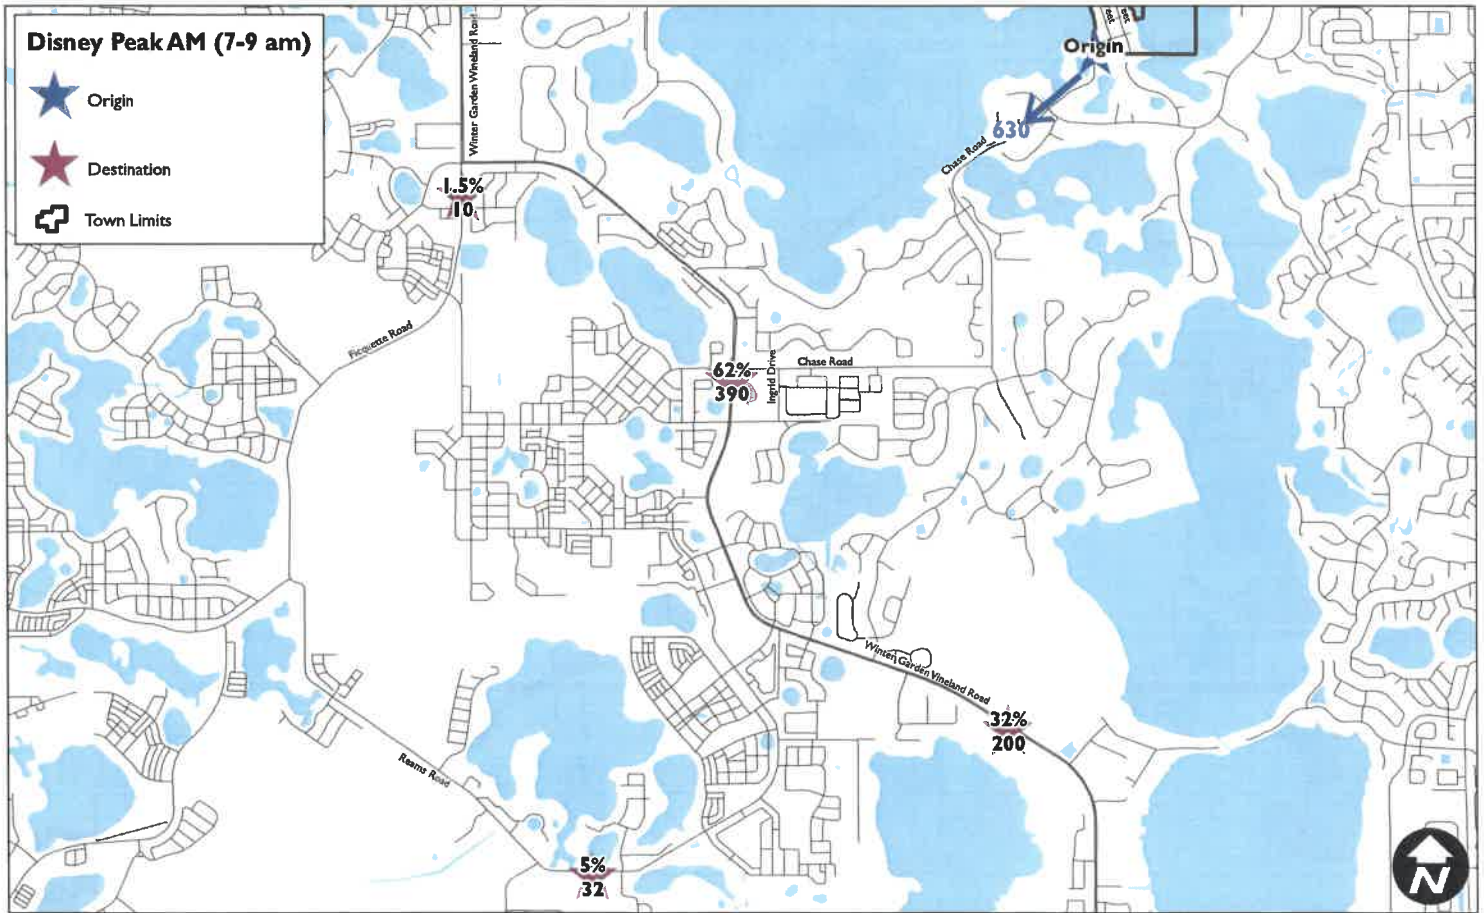 Disney Peak AM (7-9 am)
Origin
Destination
Town Limits
Winter Garden Wineland Road
Origin
630
Chase Road
1.5%
10
Ficquette Road
62%
390
Ingrid Drive
Chase Road
Winter Garden Vineland Road
32%
200
Reams Road
5%
32
N